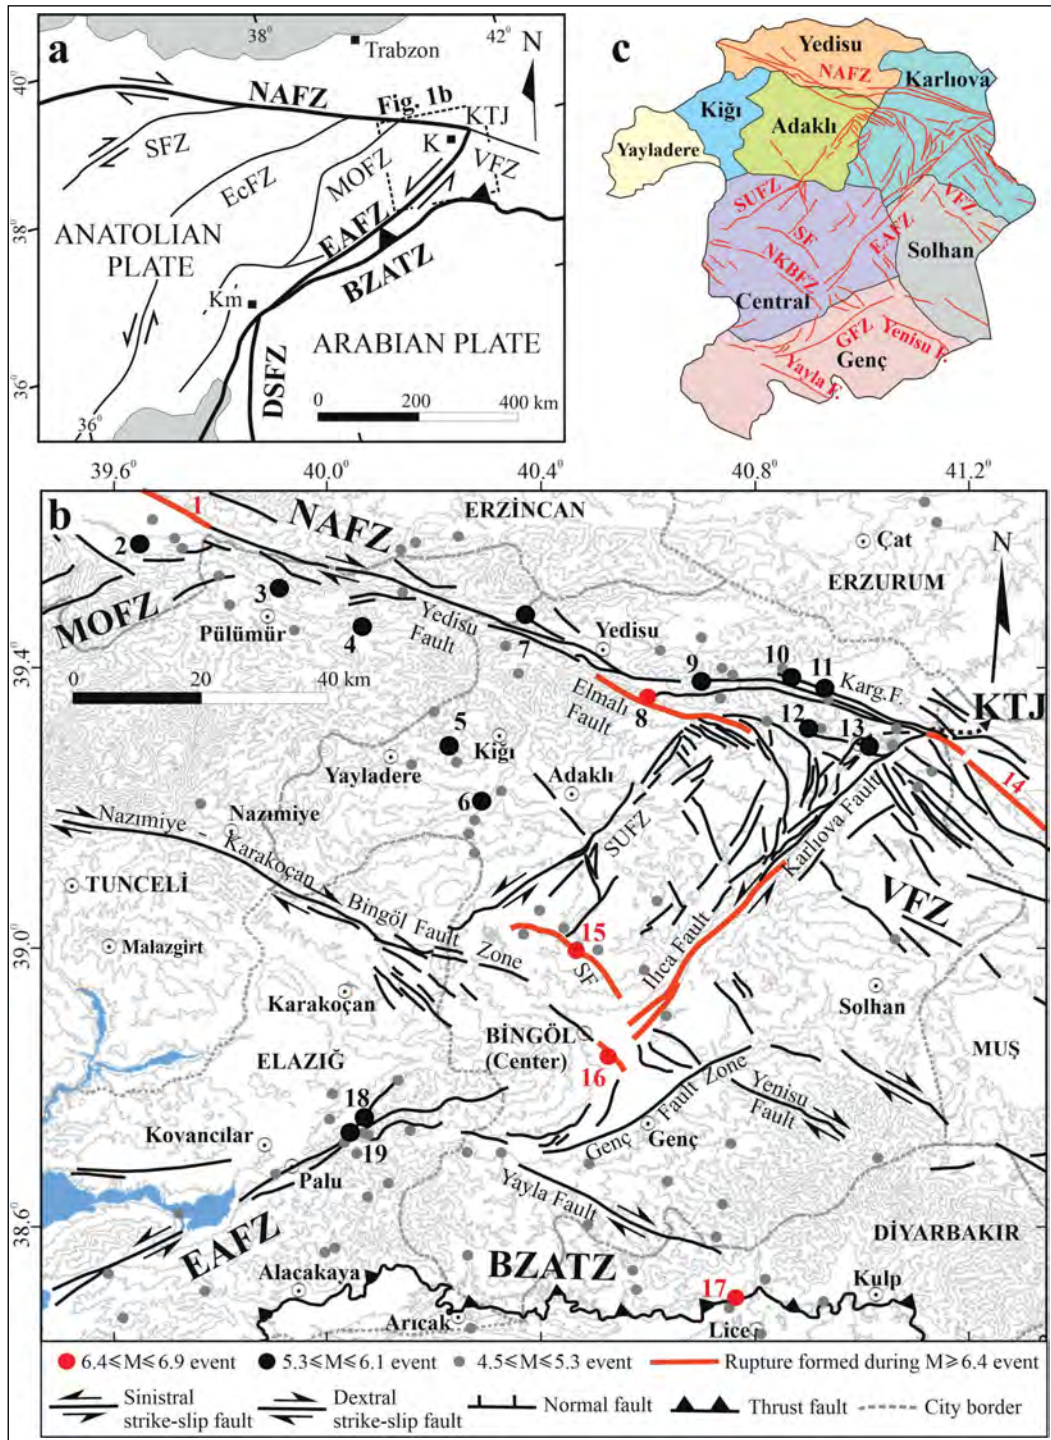 a
38°
42°
Trabzon
N
40°
NAFZ
Fig. 1b
KTJ
K
SFZ
EcFZ
MOFZ
VFZ
EAFZ
BZATZ
38°
ANATOLIAN
PLATE
Km
ARABIAN PLATE
DSFZ
36°
36°
0 200 400 km
c
Yedisu
NAFZ
Karlıova
Kiğı
Adaklı
Yayladere
SUFZ
VFZ
SF
EAFZ
Solhan
NKBFZ
Central
GFZ
Yenisu F.
Genç
Yayla F.
39.6°
40.0°
40.4°
40.8°
41.2°
b
1
NAFZ
ERZİNCAN
2
Çat
N
ERZURUM
3
MOFZ
Pülümür
4
Yedisu
Fault
7
Yedisu
39.4°
0 20 40 km
9
10
11
Karg.F.
KTJ
Elmalı
Fault
8
12
13
14
5
Kiğı
Yayladere
Adaklı
6
Nazımiye
Nazımiye - Karakoçan
Bingöl Fault
Zone
SUFZ
Karlıova Fault
TUNCELİ
VFZ
Malazgirt
39.0°
15
SF
Ilıca Fault
Karakoçan
Solhan
BİNGÖL
(Center)
MUŞ
ELAZIĞ
16
18
Genç Fault Zone
Yenisu
Fault
Kovancılar
19
Genç
Palu
Yayla Fault
38.6°
EAFZ
DİYARBAKIR
Alacakaya
BZATZ
17
Kulp
Arıcak
Lice
6.4⩽M⩽6.9 event
5.3⩽M⩽6.1 event
4.5⩽M⩽5.3 event
Rupture formed during M⩾6.4 event
Sinistral
strike-slip fault
Dextral
strike-slip fault
Normal fault
Thrust fault
City border